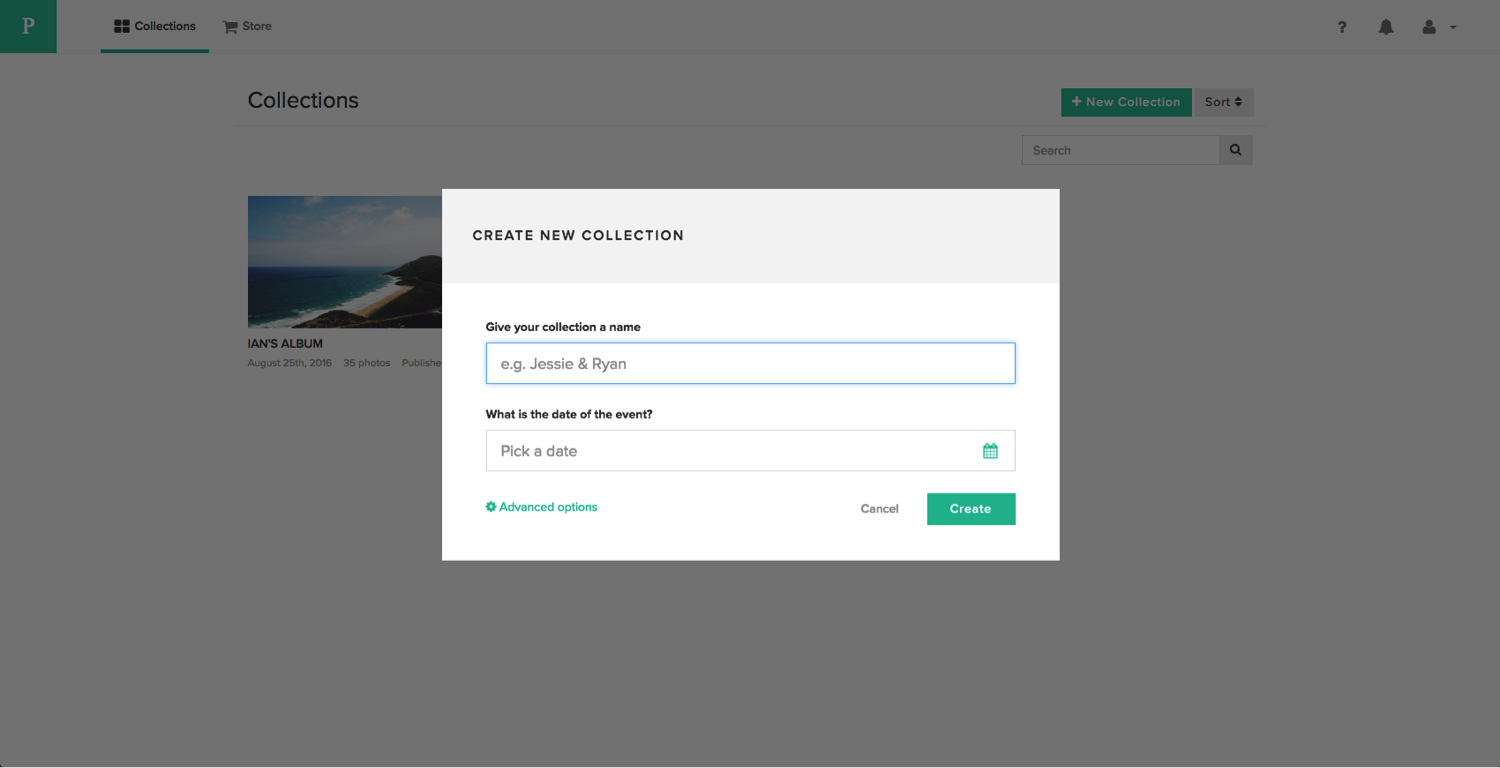 P
Collections
Store
?
Collections
+ New Collection
Sort
Search
CREATE NEW COLLECTION
Give your collection a name
e.g. Jessie & Ryan
What is the date of the event?
Pick a date
Advanced options
Cancel
Create
IAN'S ALBUM
August 25th, 2016 35 photos Publishe